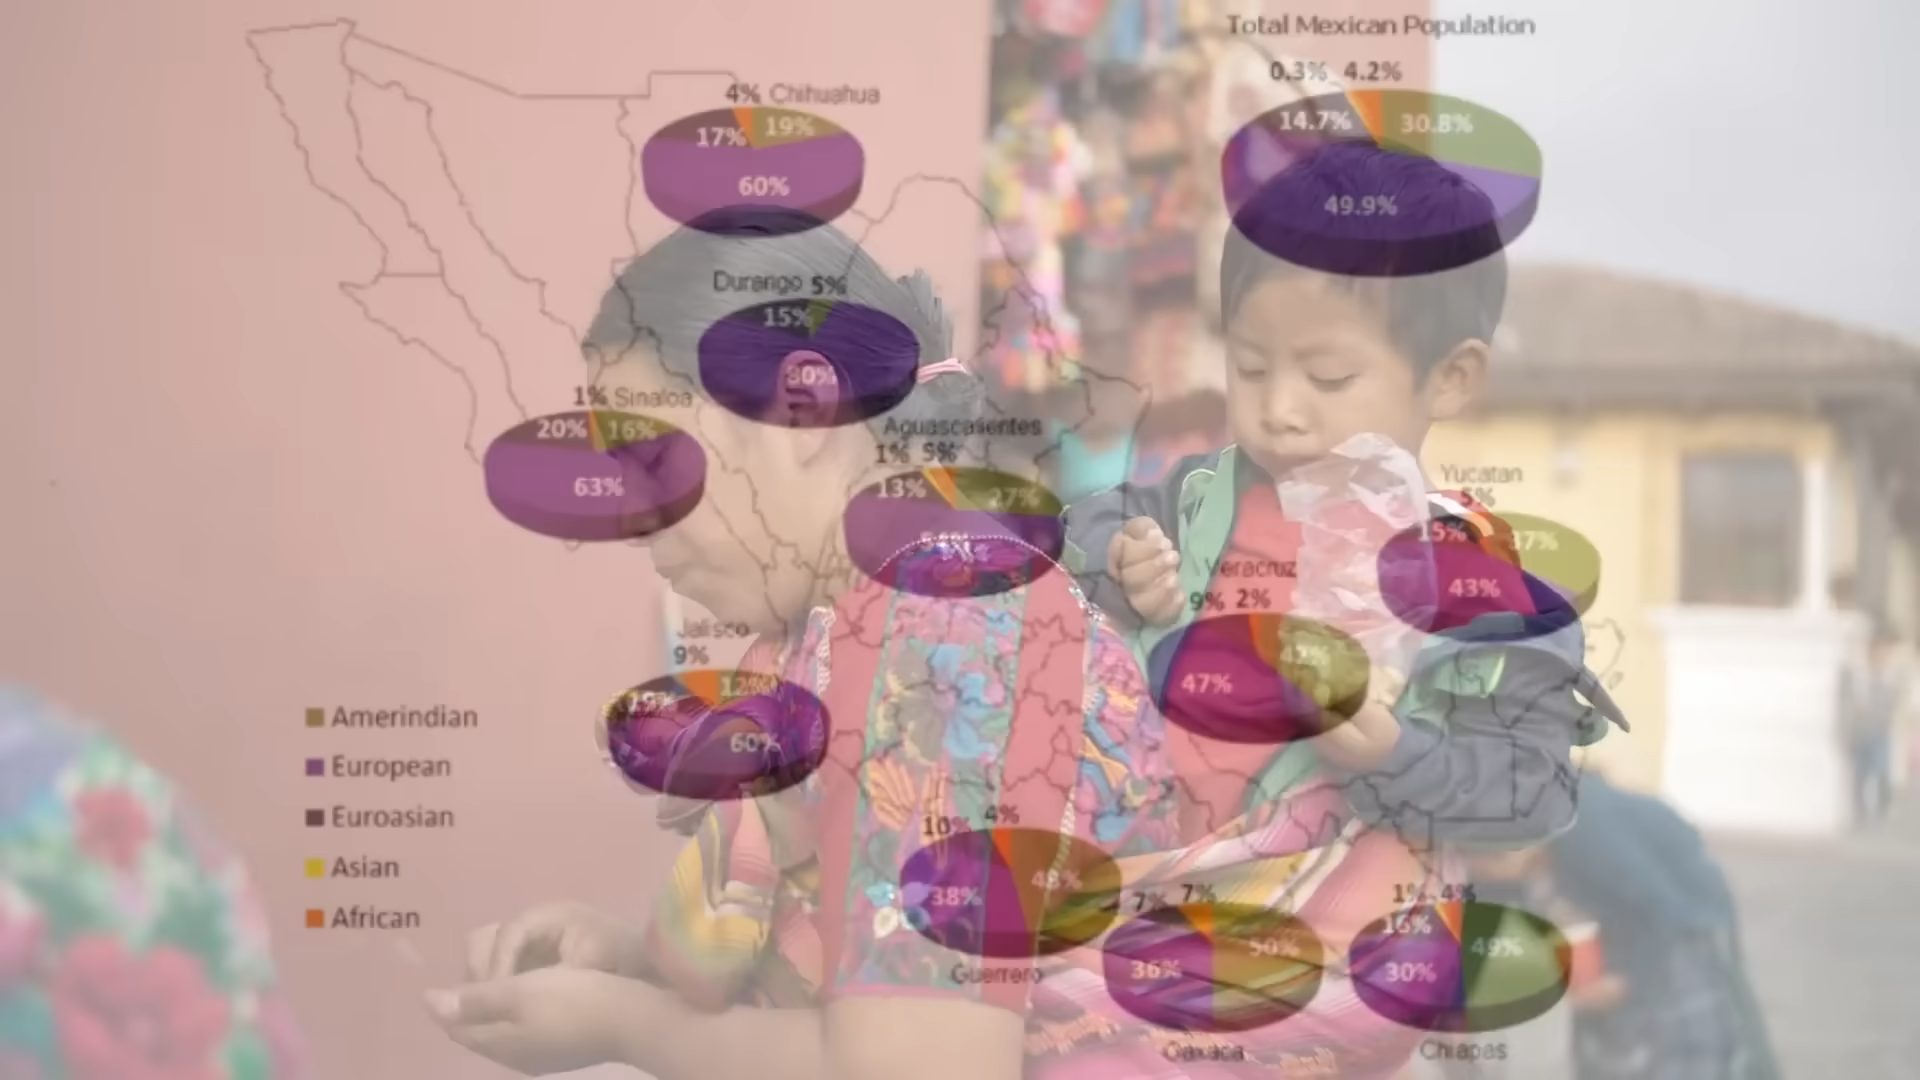 Total Mexican Population
0.3% 4.2%
14.7% 30.8%
49.9%
4% Chihuahua
17% 19%
60%
Durango 5%
15%
80%
1% Sinaloa
20% 16%
63%
Aguascalientes
1% 5%
13% 27%
Yucatan
5%
15% 37%
43%
Veracruz
9% 2%
47%
Jalisco
9%
19% 12%
60%
Amerindian
European
Euroasian
Asian
African
10% 4%
38% 48%
Guerrero
7% 7%
36% 50%
Oaxaca
1% 4%
16% 49%
30%
Chiapas